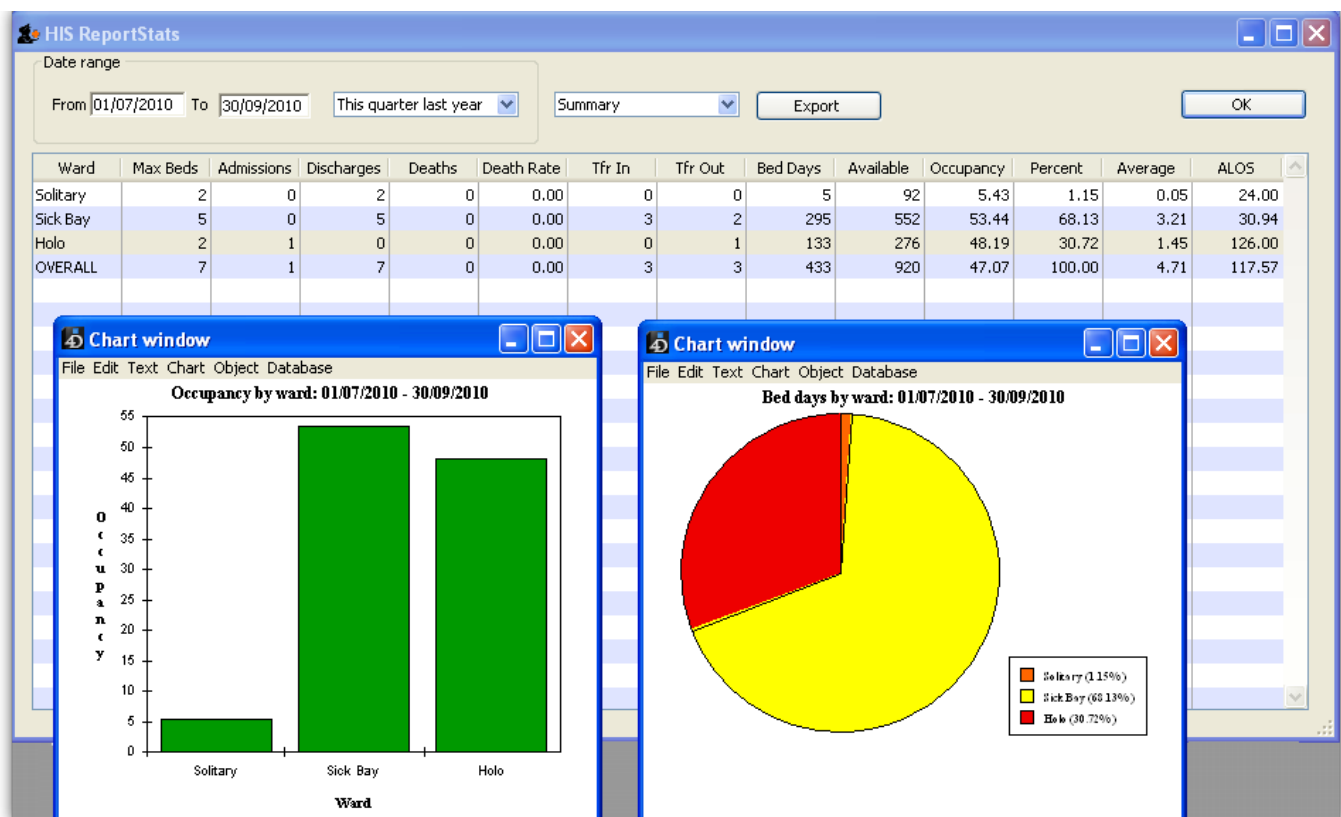 HIS ReportStats
Date range
From 01/07/2010 To 30/09/2010 This quarter last year Summary Export OK
Ward Max Beds Admissions Discharges Deaths Death Rate Tfr In Tfr Out Bed Days Available Occupancy Percent Average ALOS
Solitary 2 0 2 0 0.00 0 0 5 92 5.43 1.15 0.05 24.00
Sick Bay 5 0 5 0 0.00 3 2 295 552 53.44 68.13 3.21 30.94
Holo 2 1 0 0 0.00 0 1 133 276 48.19 30.72 1.45 126.00
OVERALL 7 1 7 0 0.00 3 3 433 920 47.07 100.00 4.71 117.57
Chart window
File Edit Text Chart Object Database
Occupancy by ward: 01/07/2010 - 30/09/2010
55
50
45
40
35
30
25
20
15
10
5
0
Occupancy
Solitary Sick Bay Holo
Ward
Chart window
File Edit Text Chart Object Database
Bed days by ward: 01/07/2010 - 30/09/2010
Solitary (1.15%)
Sick Bay (68.13%)
Holo (30.72%)